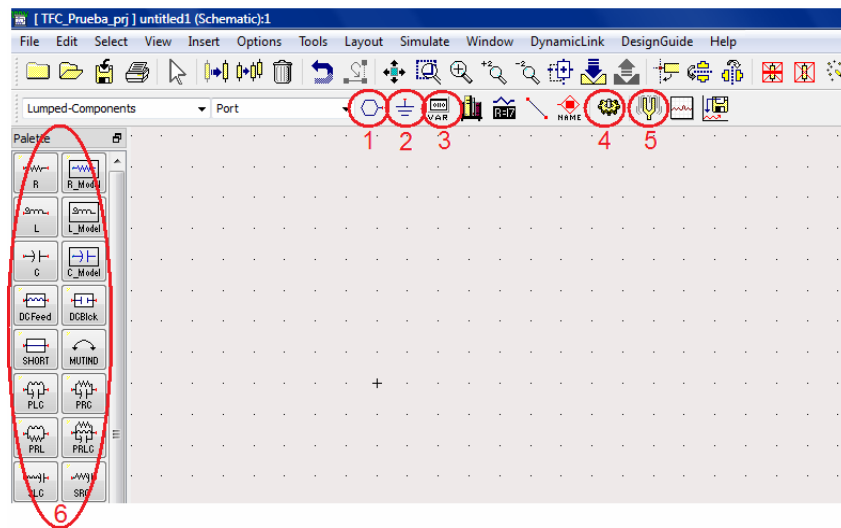 [ TFC_Prueba_prj ] untitled1 (Schematic):1
File Edit Select View Insert Options Tools Layout Simulate Window DynamicLink DesignGuide Help
Lumped-Components Port VAR R=? NAME
1 2 3 4 5
Palette
R R_Model
L L_Model
C C_Model
DCFeed DCBlck
SHORT MUTIND
PLC PRC
PRL PRLC
SLC SRC
6